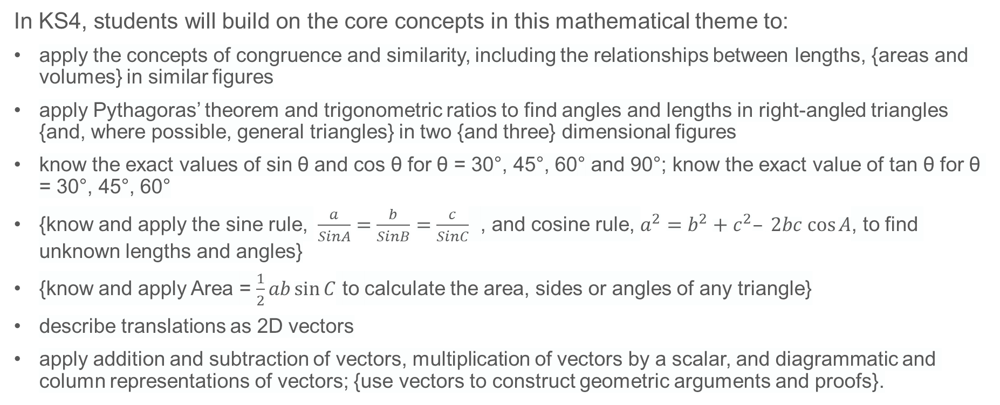 In KS4, students will build on the core concepts in this mathematical theme to:
• apply the concepts of congruence and similarity, including the relationships between lengths, {areas and
volumes} in similar figures
• apply Pythagoras’ theorem and trigonometric ratios to find angles and lengths in right-angled triangles
{and, where possible, general triangles} in two {and three} dimensional figures
• know the exact values of sin θ and cos θ for θ = 30°, 45°, 60° and 90°; know the exact value of tan θ for θ
= 30°, 45°, 60°
• {know and apply the sine rule, a/SinA = b/SinB = c/SinC , and cosine rule, a² = b² + c²– 2bc cos A, to find
unknown lengths and angles}
• {know and apply Area = 1/2 ab sin C to calculate the area, sides or angles of any triangle}
• describe translations as 2D vectors
• apply addition and subtraction of vectors, multiplication of vectors by a scalar, and diagrammatic and
column representations of vectors; {use vectors to construct geometric arguments and proofs}.